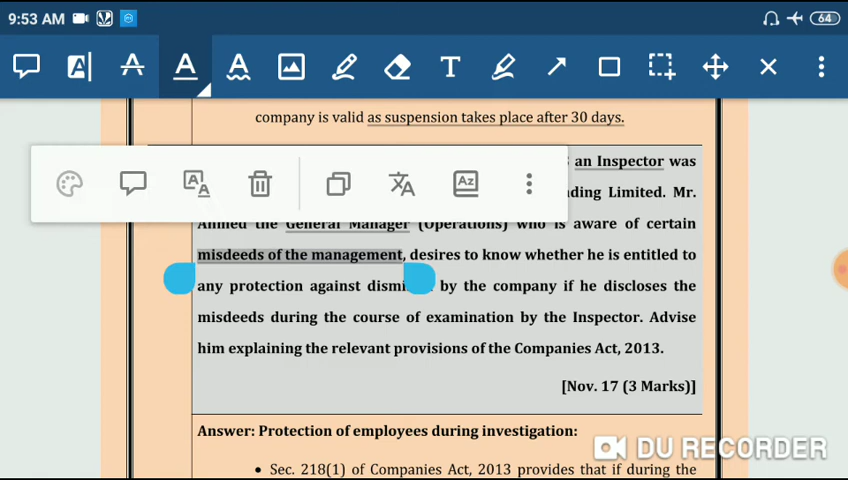 9:53 AM
64
company is valid as suspension takes place after 30 days.
an Inspector was
ding Limited. Mr.
Ahmed the General Manager (Operations) who is aware of certain
misdeeds of the management, desires to know whether he is entitled to
any protection against by the company if he discloses the
misdeeds during the course of examination by the Inspector. Advise
him explaining the relevant provisions of the Companies Act, 2013.
[Nov. 17 (3 Marks)]
Answer: Protection of employees during investigation:
DU RECORDER
• Sec. 218(1) of Companies Act, 2013 provides that if during the